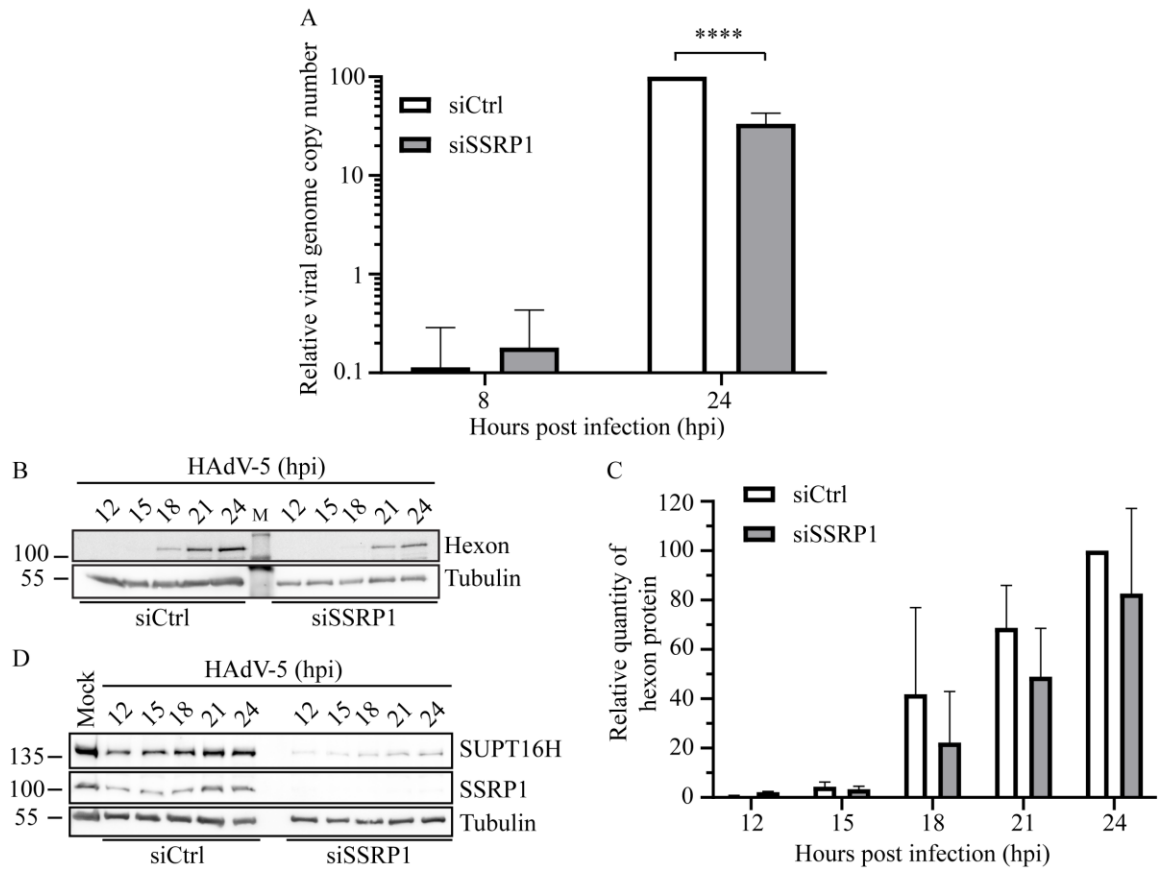 A
Relative viral genome copy number
100
10
1
0.1
****
siCtrl
siSSRP1
8
24
Hours post infection (hpi)
B
HAdV-5 (hpi)
12 15 18 21 24 M 12 15 18 21 24
100
55
Hexon
Tubulin
siCtrl
siSSRP1
C
Relative quantity of
hexon protein
120
100
80
60
40
20
0
siCtrl
siSSRP1
12 15 18 21 24
Hours post infection (hpi)
D
HAdV-5 (hpi)
Mock 12 15 18 21 24 12 15 18 21 24
135
100
55
SUPT16H
SSRP1
Tubulin
siCtrl
siSSRP1